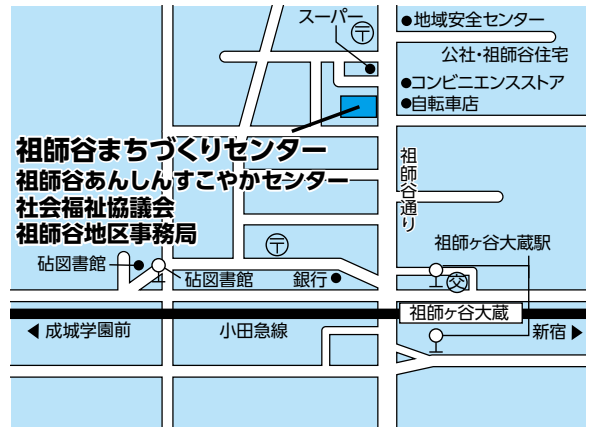 スーパー
〒
●地域安全センター
公社・祖師谷住宅
●コンビニエンスストア
●自転車店
祖師谷まちづくりセンター
祖師谷あんしんすこやかセンター
社会福祉協議会
祖師谷地区事務局
祖師谷通り
〒
祖師ヶ谷大蔵駅
砧図書館
砧図書館
銀行●
交
祖師ヶ谷大蔵
◀ 成城学園前
小田急線
新宿 ▶